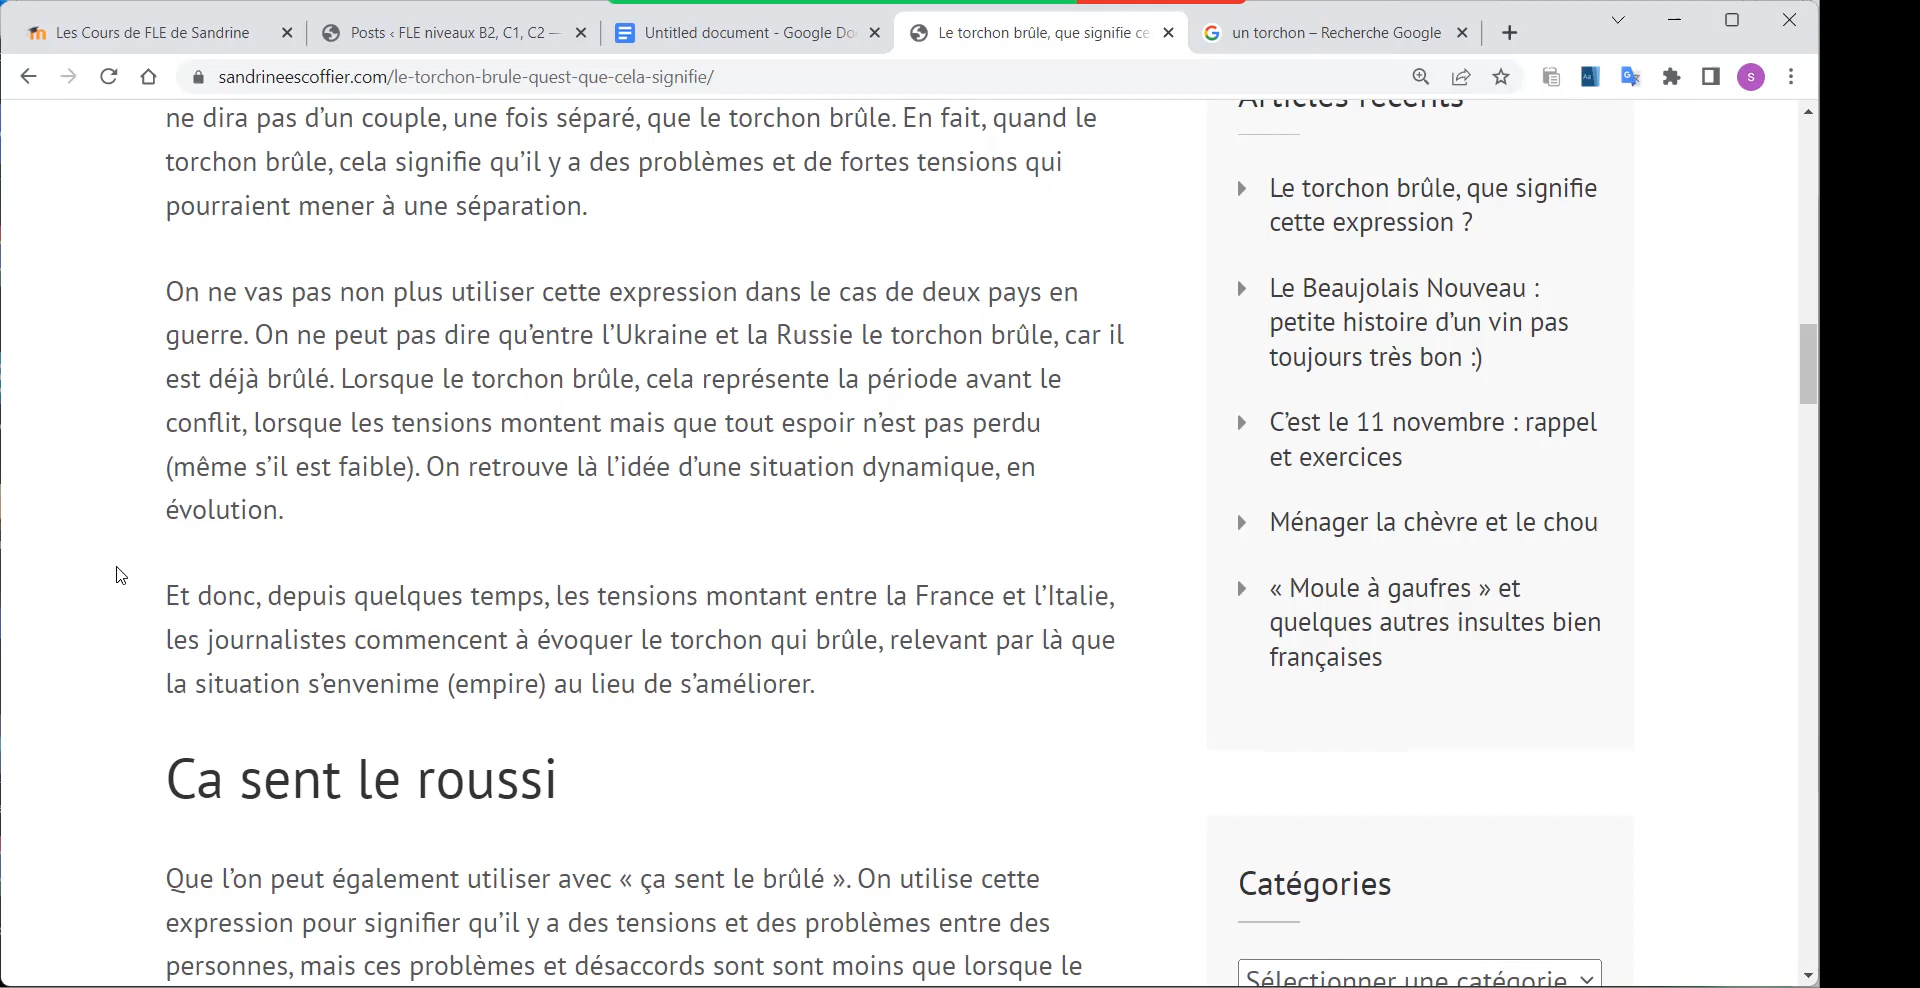 Les Cours de FLE de Sandrine
Posts ‹ FLE niveaux B2, C1, C2 —
Untitled document - Google Do
Le torchon brûle, que signifie ce
un torchon – Recherche Google
sandrineescoffier.com/le-torchon-brule-quest-que-cela-signifie/
S
ne dira pas d’un couple, une fois séparé, que le torchon brûle. En fait, quand le
torchon brûle, cela signifie qu’il y a des problèmes et de fortes tensions qui
pourraient mener à une séparation.
On ne vas pas non plus utiliser cette expression dans le cas de deux pays en
guerre. On ne peut pas dire qu’entre l’Ukraine et la Russie le torchon brûle, car il
est déjà brûlé. Lorsque le torchon brûle, cela représente la période avant le
conflit, lorsque les tensions montent mais que tout espoir n’est pas perdu
(même s’il est faible). On retrouve là l’idée d’une situation dynamique, en
évolution.
Et donc, depuis quelques temps, les tensions montant entre la France et l’Italie,
les journalistes commencent à évoquer le torchon qui brûle, relevant par là que
la situation s’envenime (empire) au lieu de s’améliorer.
Ca sent le roussi
Que l’on peut également utiliser avec « ça sent le brûlé ». On utilise cette
expression pour signifier qu’il y a des tensions et des problèmes entre des
personnes, mais ces problèmes et désaccords sont sont moins que lorsque le
Articles récents
Le torchon brûle, que signifie
cette expression ?
Le Beaujolais Nouveau :
petite histoire d’un vin pas
toujours très bon :)
C’est le 11 novembre : rappel
et exercices
Ménager la chèvre et le chou
« Moule à gaufres » et
quelques autres insultes bien
françaises
Catégories
Sélectionner une catégorie